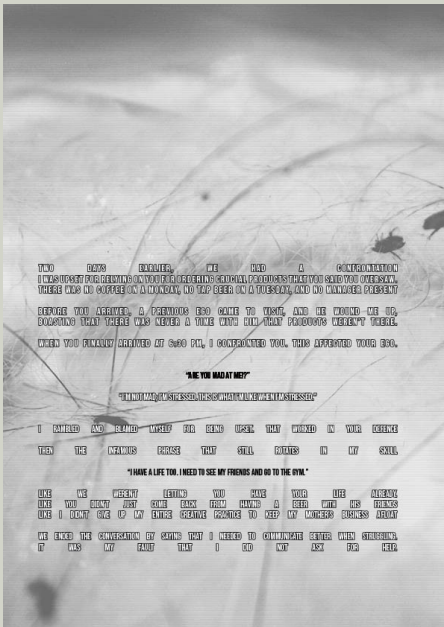 TWO DAYS EARLIER, WE HAD A CONFRONTATION
I WAS UPSET FOR RELYING ON YOU FOR ORDERING CRUCIAL PRODUCTS THAT YOU SAID YOU OVERSAW.
THERE WAS NO COFFEE ON A MONDAY, NO TAP BEER ON A TUESDAY, AND NO MANAGER PRESENT
BEFORE YOU ARRIVED, A PREVIOUS EGO CAME TO VISIT, AND HE WOUND ME UP,
BOASTING THAT THERE WAS NEVER A TIME WITH HIM THAT PRODUCTS WEREN'T THERE.
WHEN YOU FINALLY ARRIVED AT 6:30 PM, I CONFRONTED YOU. THIS AFFECTED YOUR EGO.
"ARE YOU MAD AT ME!?"
"I'M NOT MAD, I'M STRESSED. THIS IS WHAT I'M LIKE WHEN I'M STRESSED."
I RAMBLED AND BLAMED MYSELF FOR BEING UPSET. THAT WORKED IN YOUR DEFENCE
THEN THE INFAMOUS PHRASE THAT STILL ROTATES IN MY SKULL
"I HAVE A LIFE TOO. I NEED TO SEE MY FRIENDS AND GO TO THE GYM."
LIKE WE WEREN'T LETTING YOU HAVE YOUR LIFE ALREADY.
LIKE YOU DIDN'T JUST COME BACK FROM HAVING A BEER WITH HIS FRIENDS
LIKE I DIDN'T GIVE UP MY ENTIRE CREATIVE PRACTICE TO KEEP MY MOTHER'S BUSINESS AFLOAT
WE ENDED THE CONVERSATION BY SAYING THAT I NEEDED TO COMMUNICATE BETTER WHEN STRUGGLING.
IT WAS MY FAULT THAT I DID NOT ASK FOR HELP.